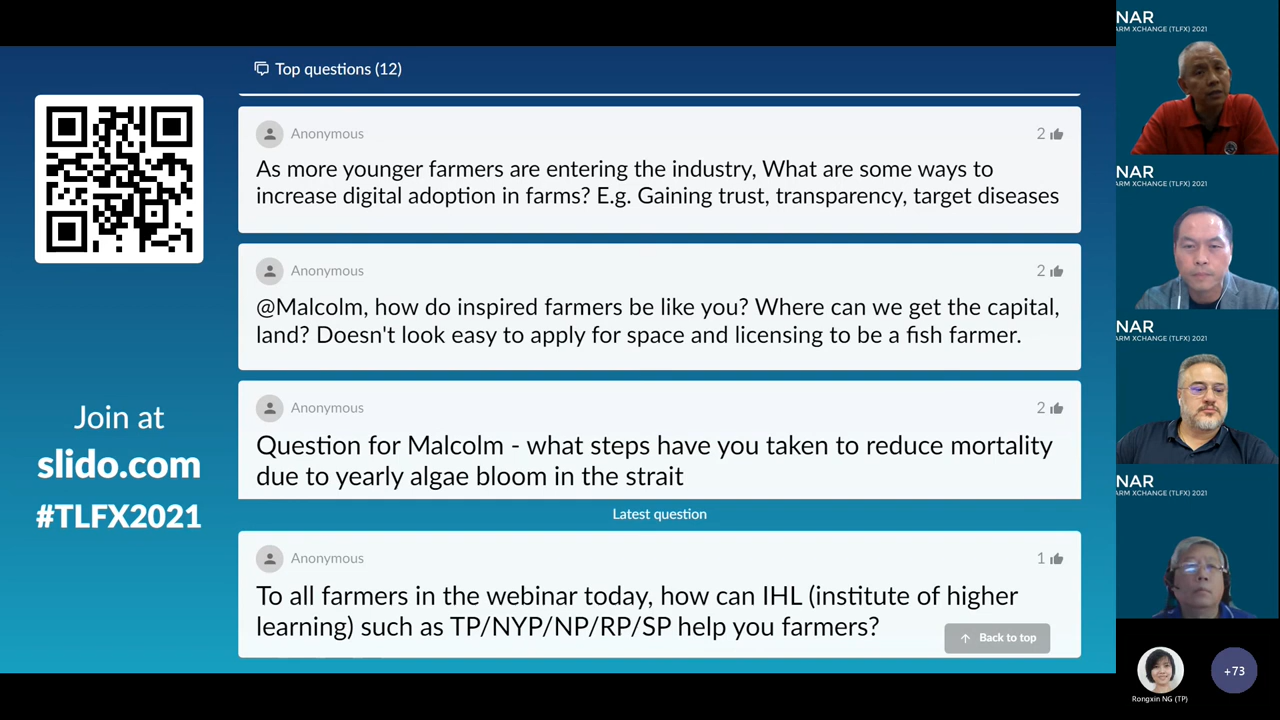 Top questions (12)
Anonymous
2
As more younger farmers are entering the industry, What are some ways to
increase digital adoption in farms? E.g. Gaining trust, transparency, target diseases
Anonymous
2
@Malcolm, how do inspired farmers be like you? Where can we get the capital,
land? Doesn't look easy to apply for space and licensing to be a fish farmer.
Anonymous
2
Question for Malcolm - what steps have you taken to reduce mortality
due to yearly algae bloom in the strait
Latest question
Anonymous
1
To all farmers in the webinar today, how can IHL (institute of higher
learning) such as TP/NYP/NP/RP/SP help you farmers?
Back to top
Join at
slido.com
#TLFX2021
NAR
ARM XCHANGE (TLFX) 2021
NAR
ARM XCHANGE (TLFX) 2021
NAR
ARM XCHANGE (TLFX) 2021
NAR
ARM XCHANGE (TLFX) 2021
Rongxin NG (TP)
+73